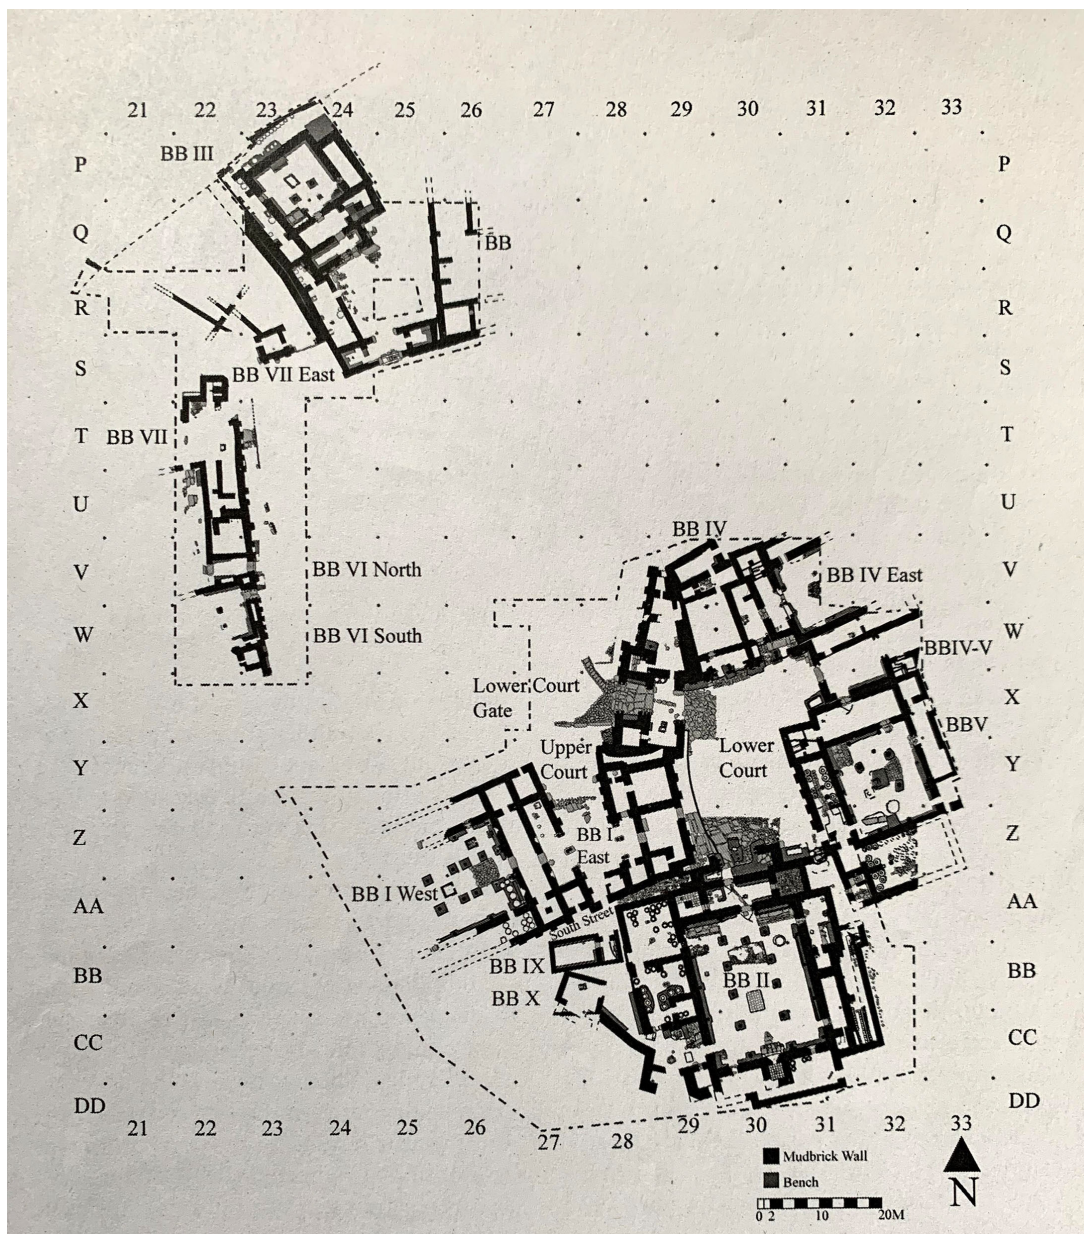 21 22 23 24 25 26 27 28 29 30 31 32 33
BB III
P P
Q BB Q
R R
S S
BB VII East
T BB VII T
U U
BB IV
V BB VI North BB IV East V
W BB VI South W
BBIV-V
X Lower Court X
Gate
BBV
Upper Lower
Y Court Court Y
Z BB I Z
East
BB I West
AA AA
South Street
BB IX
BB BB II BB
BB X
CC CC
DD DD
21 22 23 24 25 26 27 28 29 30 31 32 33
Mudbrick Wall
Bench
N
0 2 10 20M